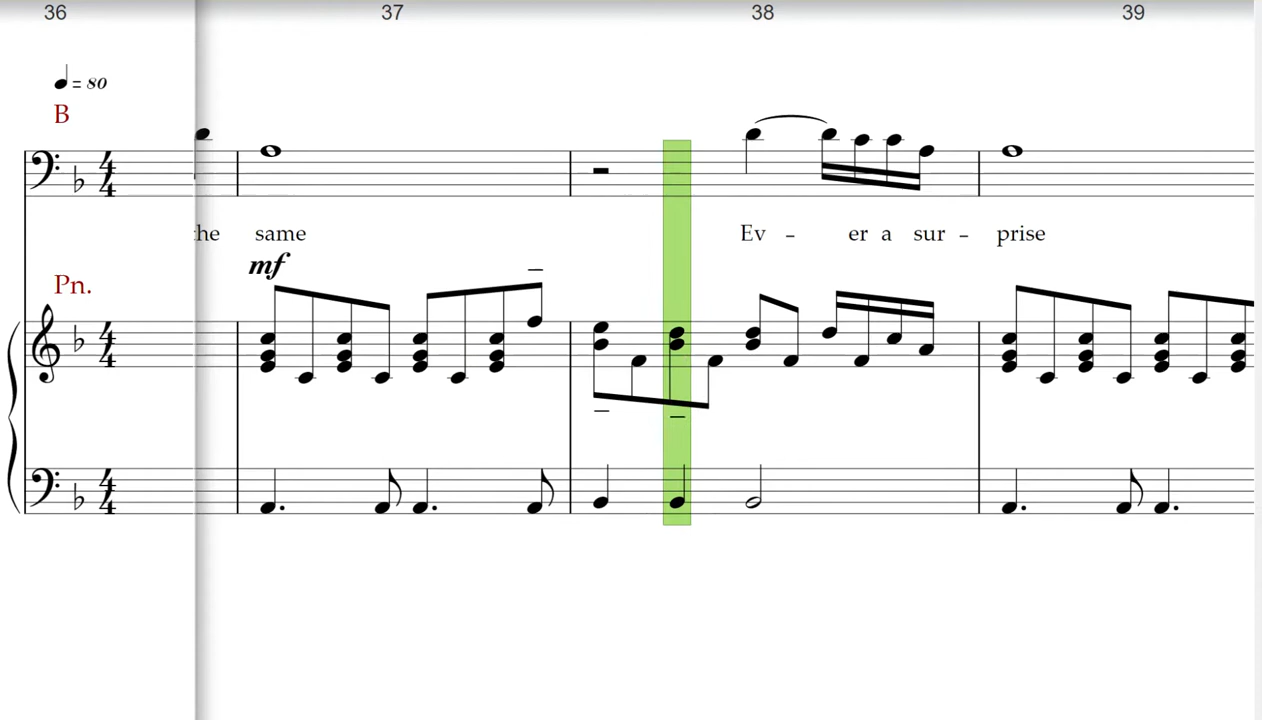 36 37 38 39
= 80
B
the same Ev - er a sur - prise
mf
Pn.